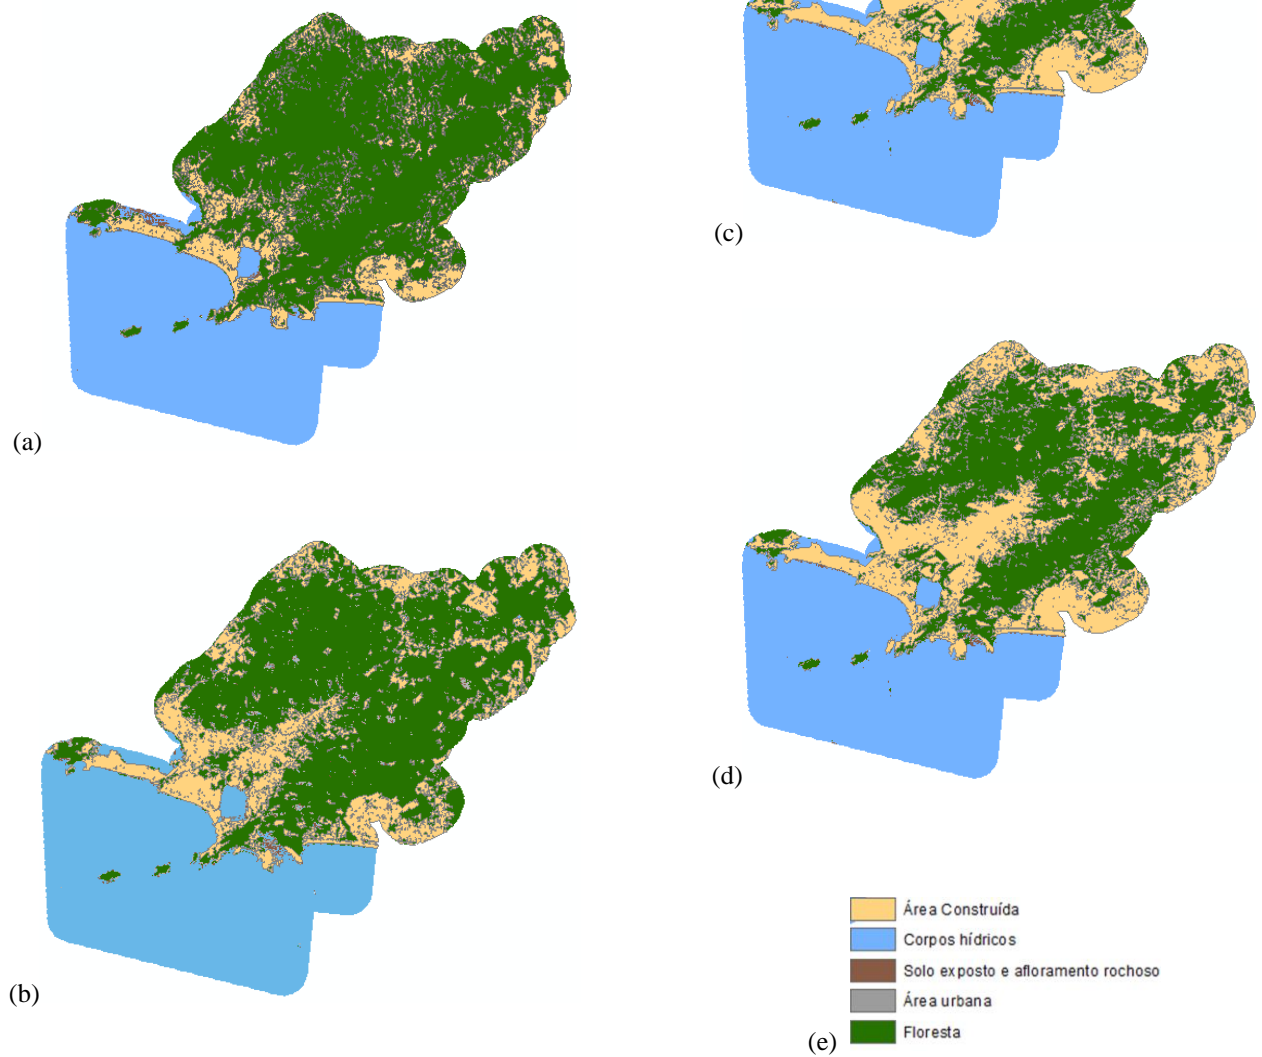 (a)
(b)
(c)
(d)
Área Construída
Corpos hídricos
Solo exposto e afloramento rochoso
Área urbana
Floresta
(e)